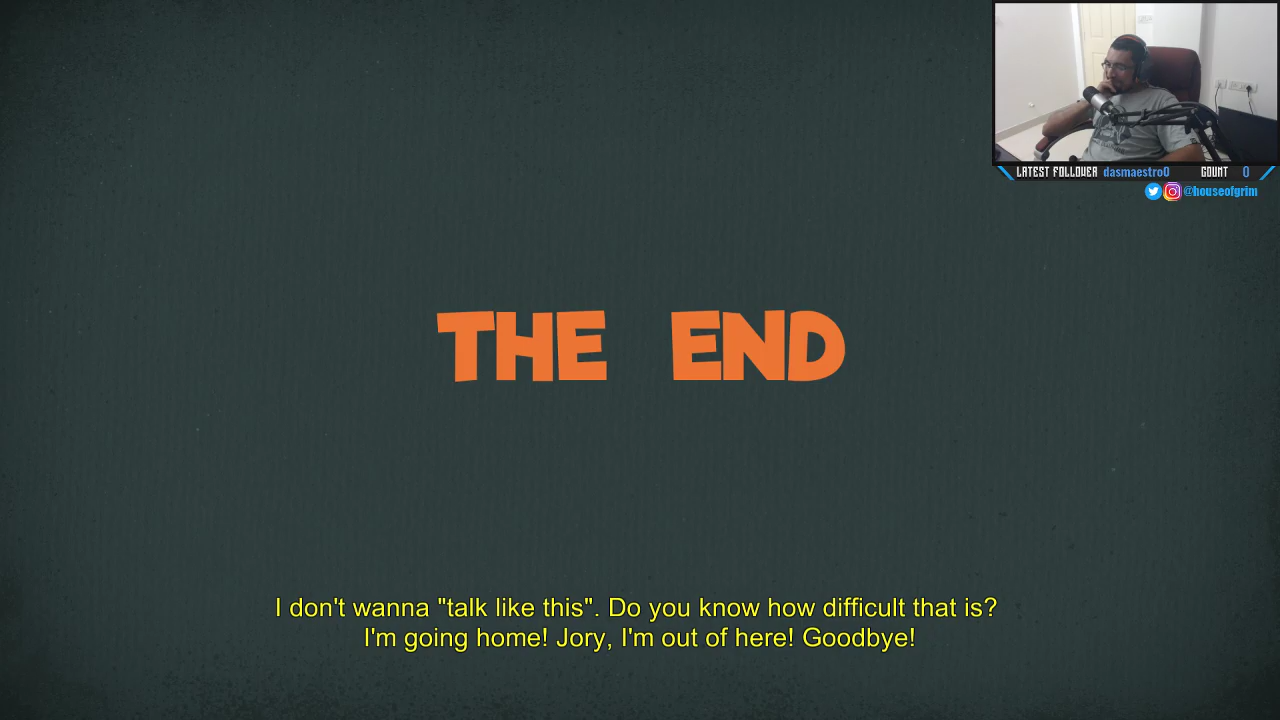 LATEST FOLLOWER dasmaestro0 COUNT 0
@houseofgrim
THE END
I don't wanna "talk like this". Do you know how difficult that is?
I'm going home! Jory, I'm out of here! Goodbye!